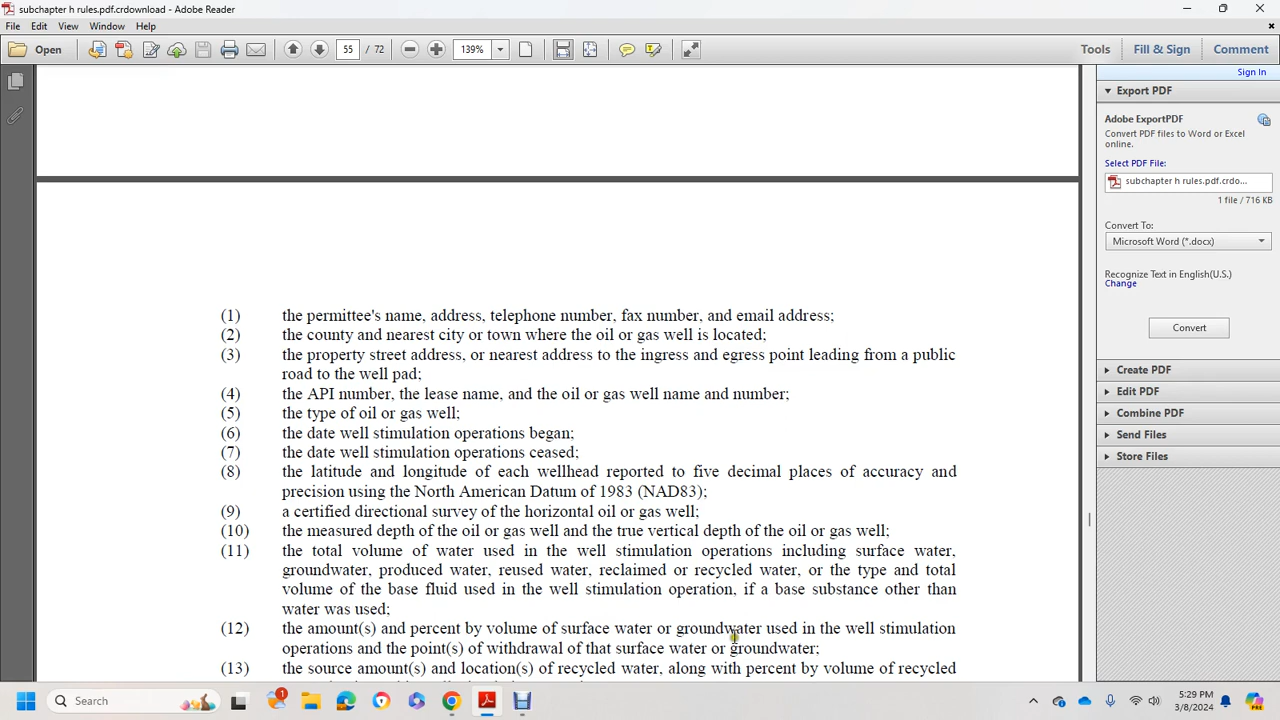 subchapter h rules.pdf.crdownload - Adobe Reader
File Edit View Window Help
Open 55 / 72 139% Tools Fill & Sign Comment
Sign In
Export PDF
Adobe ExportPDF
Convert PDF files to Word or Excel
online.
Select PDF File:
subchapter h rules.pdf.crdo...
1 file / 716 KB
Convert To:
Microsoft Word (*.docx)
Recognize Text in English(U.S.)
Change
Convert
Create PDF
Edit PDF
Combine PDF
Send Files
Store Files
(1) the permittee's name, address, telephone number, fax number, and email address;
(2) the county and nearest city or town where the oil or gas well is located;
(3) the property street address, or nearest address to the ingress and egress point leading from a public
road to the well pad;
(4) the API number, the lease name, and the oil or gas well name and number;
(5) the type of oil or gas well;
(6) the date well stimulation operations began;
(7) the date well stimulation operations ceased;
(8) the latitude and longitude of each wellhead reported to five decimal places of accuracy and
precision using the North American Datum of 1983 (NAD83);
(9) a certified directional survey of the horizontal oil or gas well;
(10) the measured depth of the oil or gas well and the true vertical depth of the oil or gas well;
(11) the total volume of water used in the well stimulation operations including surface water,
groundwater, produced water, reused water, reclaimed or recycled water, or the type and total
volume of the base fluid used in the well stimulation operation, if a base substance other than
water was used;
(12) the amount(s) and percent by volume of surface water or groundwater used in the well stimulation
operations and the point(s) of withdrawal of that surface water or groundwater;
(13) the source amount(s) and location(s) of recycled water, along with percent by volume of recycled
Search
1
5:29 PM
3/8/2024
PRE